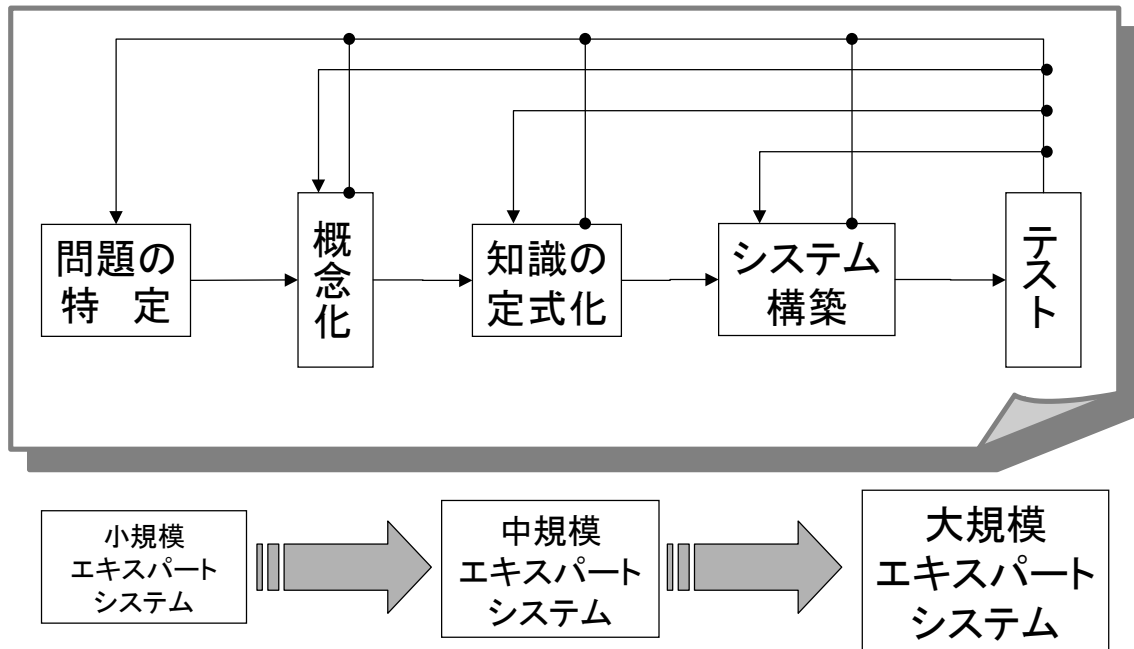 問題の
特　定
概念化
知識の
定式化
システム
構築
テスト
小規模
エキスパート
システム
中規模
エキスパート
システム
大規模
エキスパート
システム